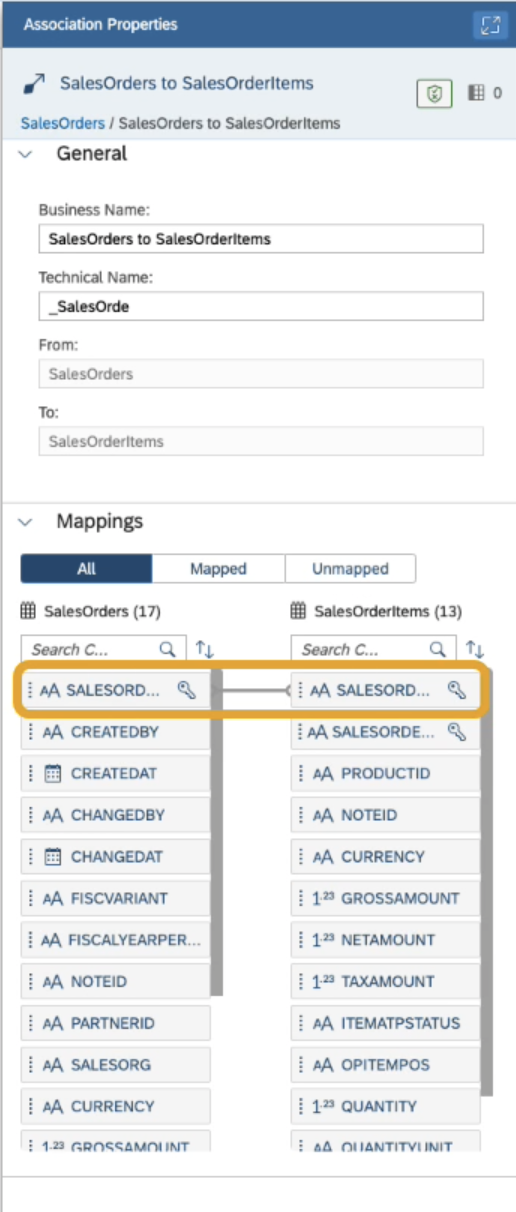 Association Properties
SalesOrders to SalesOrderItems
0
SalesOrders / SalesOrders to SalesOrderItems
General
Business Name:
SalesOrders to SalesOrderItems
Technical Name:
_SalesOrde
From:
SalesOrders
To:
SalesOrderItems
Mappings
All Mapped Unmapped
SalesOrders (17) SalesOrderItems (13)
Search C... Search C...
AA SALESORD... AA SALESORD...
AA CREATEDBY AA SALESORDE...
CREATEDAT AA PRODUCTID
AA CHANGEDBY AA NOTEID
CHANGEDAT AA CURRENCY
AA FISCVARIANT 1.23 GROSSAMOUNT
AA FISCALYEARPER... 1.23 NETAMOUNT
AA NOTEID 1.23 TAXAMOUNT
AA PARTNERID AA ITEMATPSTATUS
AA SALESORG AA OPITEMPOS
AA CURRENCY 1.23 QUANTITY
1.23 GROSSAMOUNT AA QUANTITYUNIT